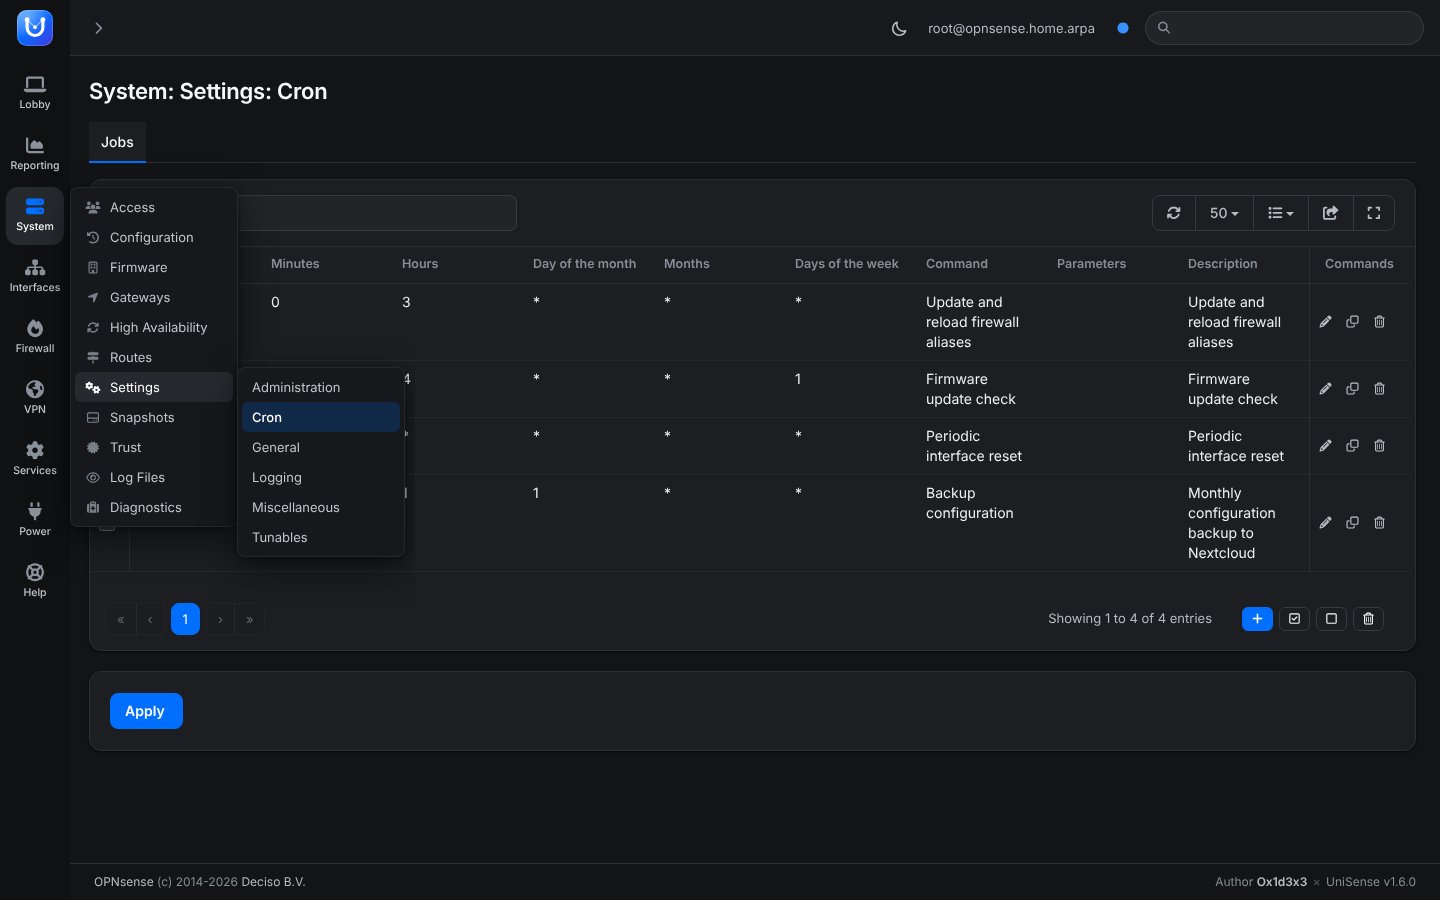 root@opnsense.home.arpa
Lobby
Reporting
System
Interfaces
Firewall
VPN
Services
Power
Help
System: Settings: Cron
Jobs
Access
Configuration
Firmware
Gateways
High Availability
Routes
Settings
Snapshots
Trust
Log Files
Diagnostics
Administration
Cron
General
Logging
Miscellaneous
Tunables
50
Minutes Hours Day of the month Months Days of the week Command Parameters Description Commands
0 3 * * * Update and reload firewall aliases Update and reload firewall aliases
4 * * 1 Firmware update check Firmware update check
* * * * Periodic interface reset Periodic interface reset
1 1 * * Backup configuration Monthly configuration backup to Nextcloud
« ‹ 1 › »
Showing 1 to 4 of 4 entries
Apply
OPNsense (c) 2014-2026 Deciso B.V.
Author 0x1d3x3 × UniSense v1.6.0